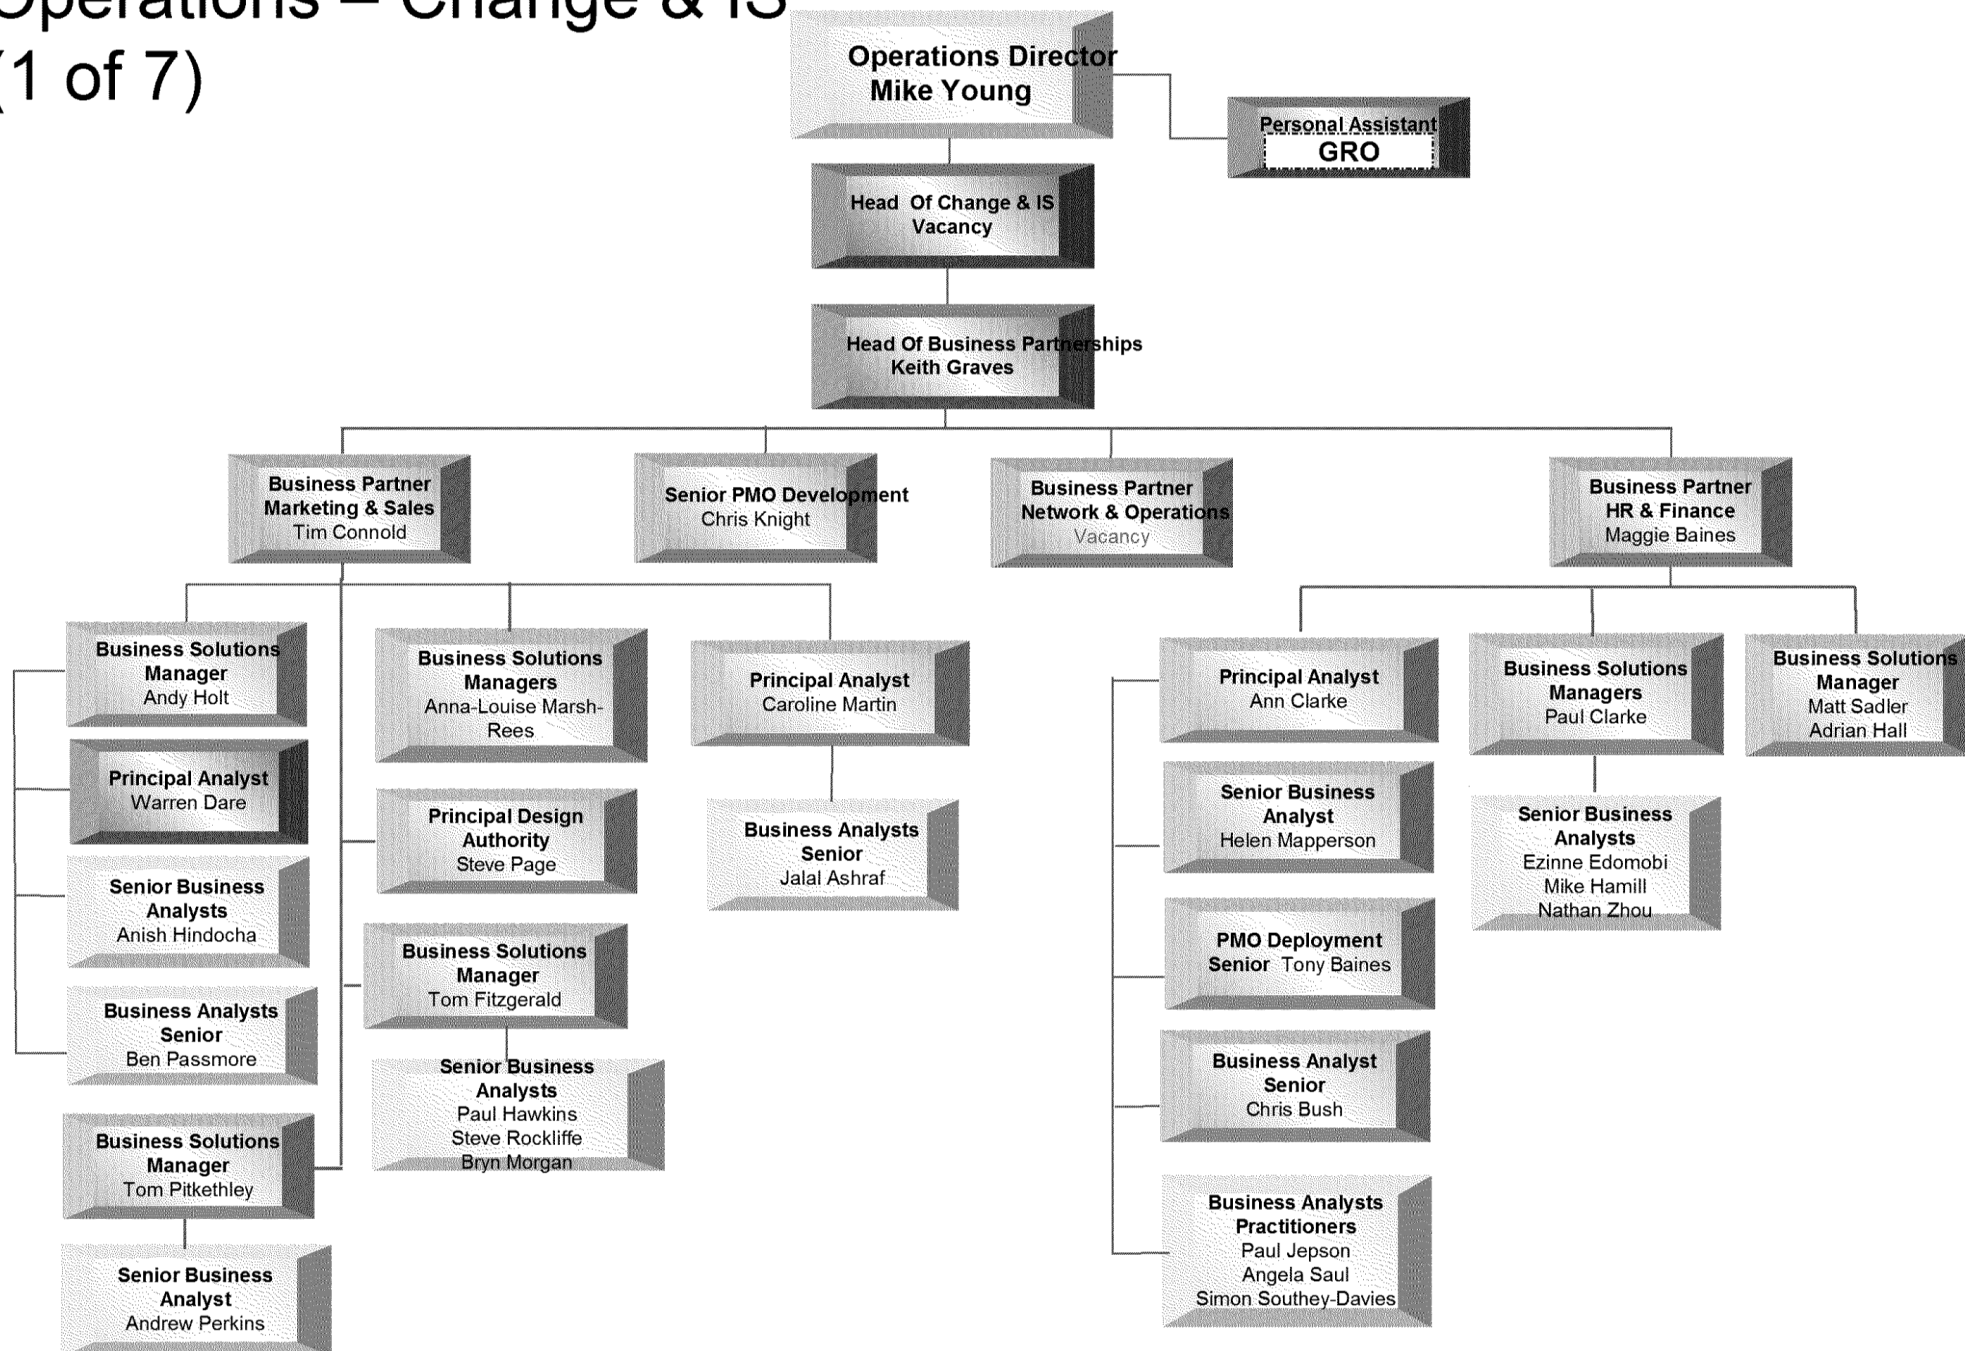 Operations – Change & IS
(1 of 7)
Operations Director
Mike Young
Personal Assistant
GRO
Head Of Change & IS
Vacancy
Head Of Business Partnerships
Keith Graves
Business Partner
Marketing & Sales
Tim Connold
Senior PMO Development
Chris Knight
Business Partner
Network & Operations
Vacancy
Business Partner
HR & Finance
Maggie Baines
Business Solutions
Manager
Andy Holt
Principal Analyst
Warren Dare
Senior Business
Analysts
Anish Hindocha
Business Analysts
Senior
Ben Passmore
Business Solutions
Manager
Tom Pitkethley
Senior Business
Analyst
Andrew Perkins
Business Solutions
Managers
Anna-Louise Marsh-
Rees
Principal Design
Authority
Steve Page
Business Solutions
Manager
Tom Fitzgerald
Senior Business
Analysts
Paul Hawkins
Steve Rockliffe
Bryn Morgan
Principal Analyst
Caroline Martin
Business Analysts
Senior
Jalal Ashraf
Principal Analyst
Ann Clarke
Senior Business
Analyst
Helen Mapperson
PMO Deployment
Senior Tony Baines
Business Analyst
Senior
Chris Bush
Business Analysts
Practitioners
Paul Jepson
Angela Saul
Simon Southey-Davies
Business Solutions
Managers
Paul Clarke
Senior Business
Analysts
Ezinne Edomobi
Mike Hamill
Nathan Zhou
Business Solutions
Manager
Matt Sadler
Adrian Hall